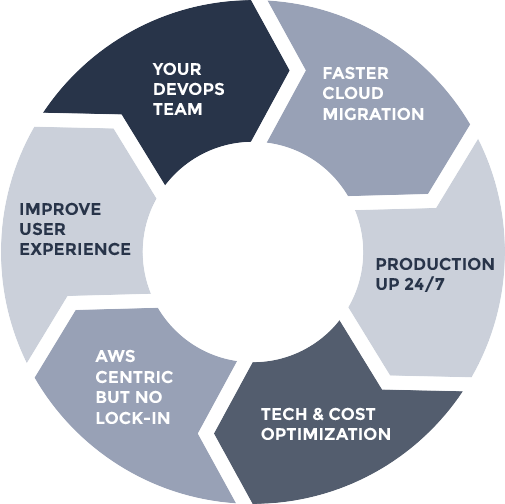 YOUR
DEVOPS
TEAM
FASTER
CLOUD
MIGRATION
PRODUCTION
UP 24/7
TECH & COST
OPTIMIZATION
AWS
CENTRIC
BUT NO
LOCK-IN
IMPROVE
USER
EXPERIENCE